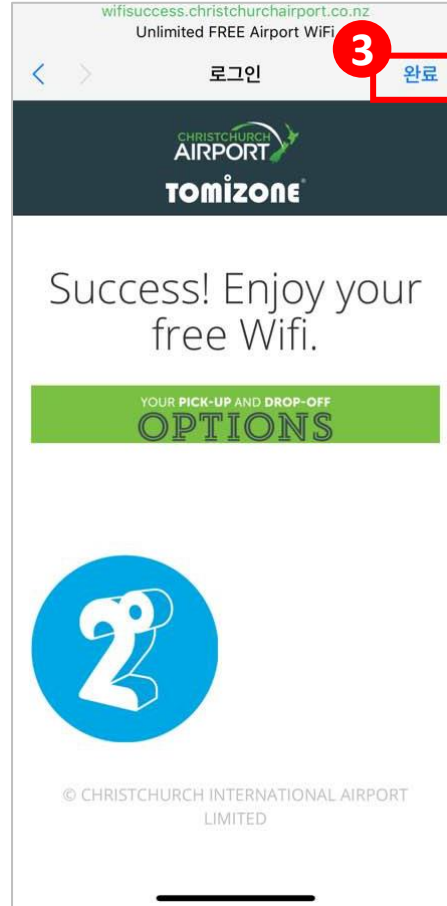 wifisuccess.christchurchairport.co.nz
Unlimited FREE Airport WiFi
3
로그인
완료
CHRISTCHURCH
AIRPORT
TOMIZONE
Success! Enjoy your
free Wifi.
YOUR PICK-UP AND DROP-OFF
OPTIONS
2°
© CHRISTCHURCH INTERNATIONAL AIRPORT
LIMITED